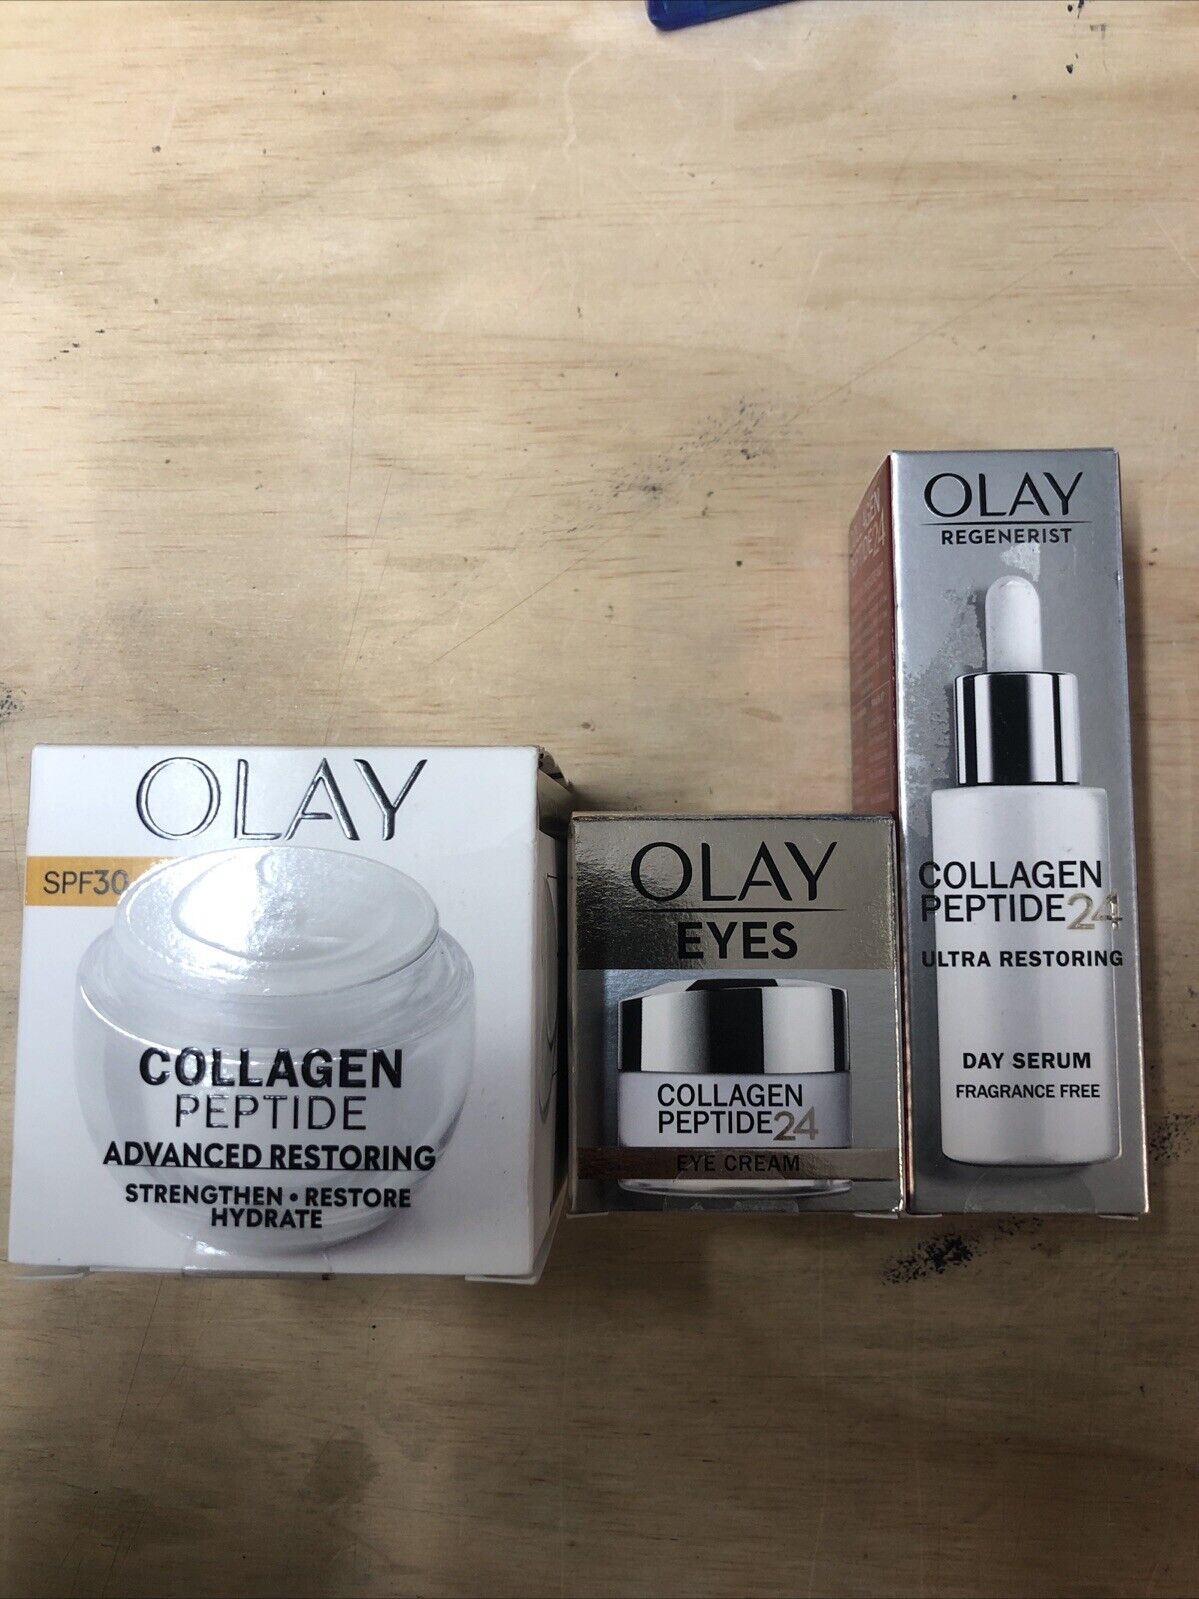 OLAY
SPF30
COLLAGEN
PEPTIDE
ADVANCED RESTORING
STRENGTHEN • RESTORE
HYDRATE
OLAY
EYES
COLLAGEN
PEPTIDE24
EYE CREAM
OLAY
REGENERIST
COLLAGEN
PEPTIDE24
ULTRA RESTORING
DAY SERUM
FRAGRANCE FREE